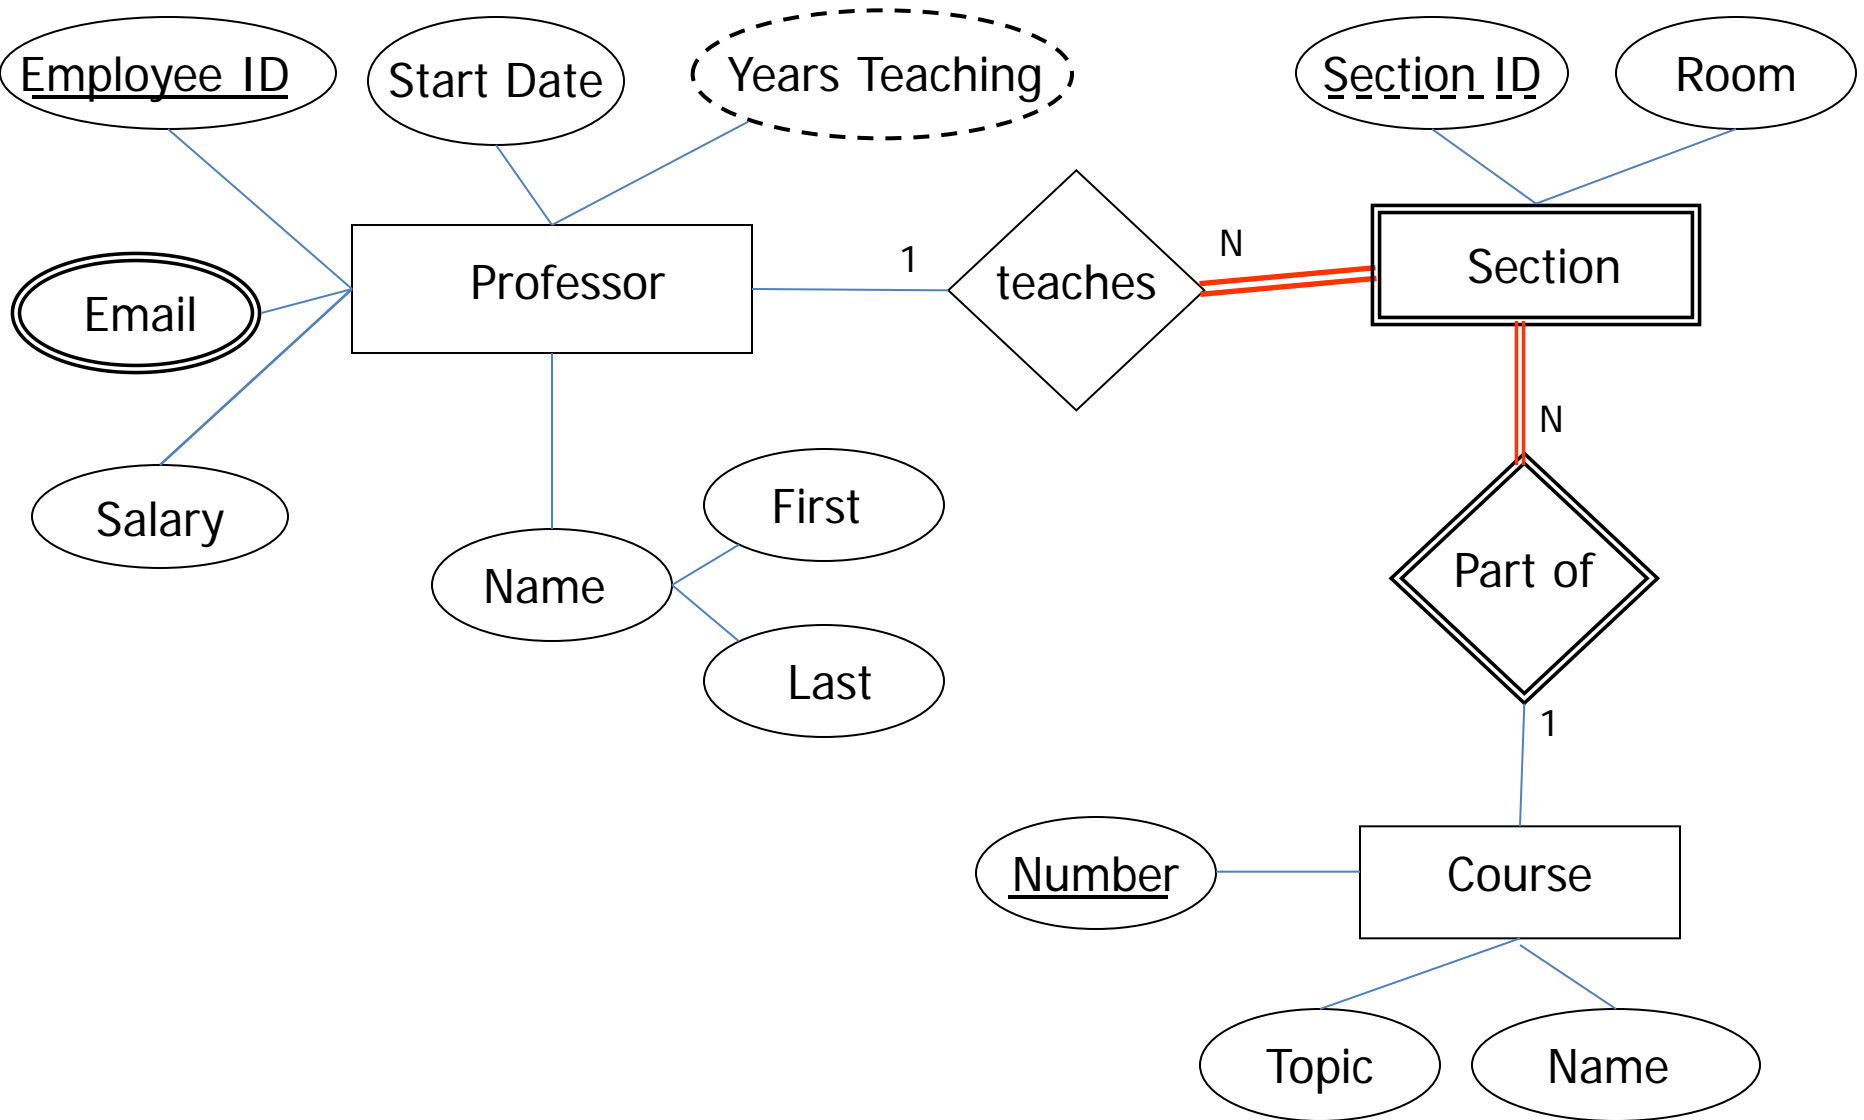 Employee ID
Start Date
Years Teaching
Section ID
Room
Professor
1
teaches
N
Section
Email
N
Salary
First
Name
Part of
Last
1
Number
Course
Topic
Name